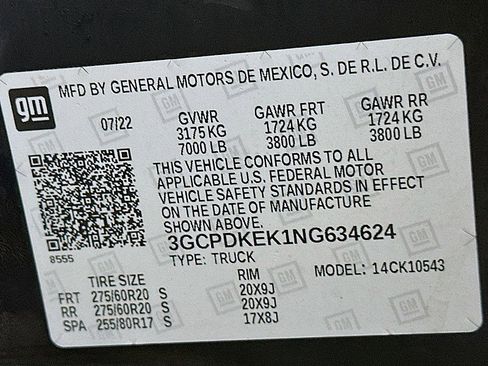 gm
MFD BY GENERAL MOTORS DE MEXICO, S. DE R.L. DE C.V.
07/22 GVWR GAWR FRT GAWR RR
3175 KG 1724 KG 1724 KG
7000 LB 3800 LB 3800 LB
THIS VEHICLE CONFORMS TO ALL
APPLICABLE U.S. FEDERAL MOTOR
VEHICLE SAFETY STANDARDS IN EFFECT
ON THE DATE OF MANUFACTURE
SHOWN ABOVE.
3GCPDKEK1NG634624
8555 TYPE: TRUCK MODEL: 14CK10543
TIRE SIZE RIM
FRT 275/60R20 S 20X9J
RR 275/60R20 S 20X9J
SPA 255/80R17 S 17X8J